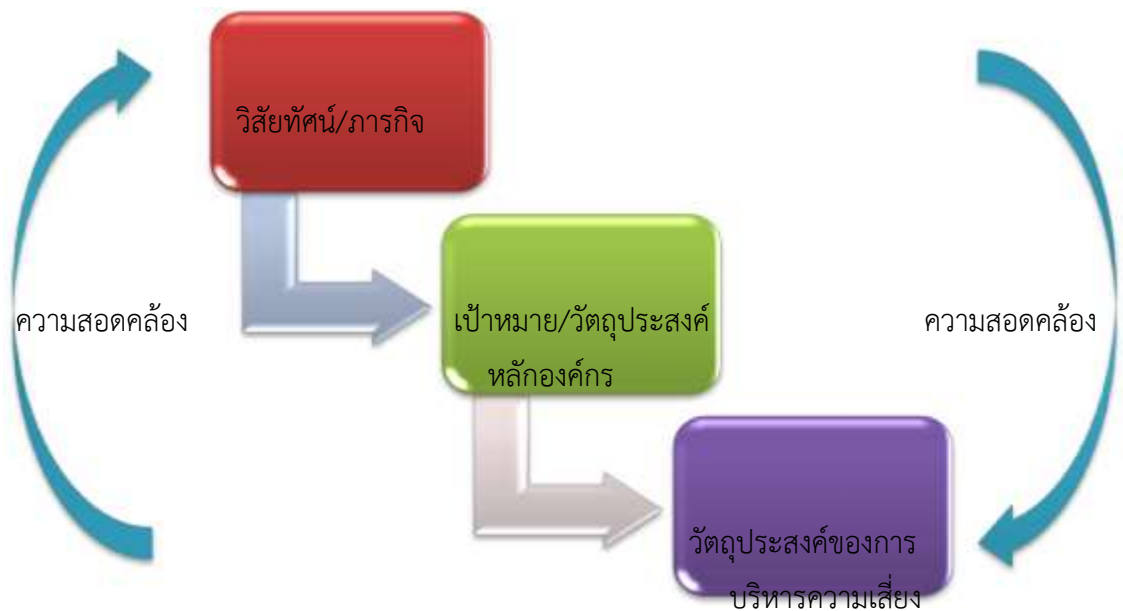 วิสัยทัศน์/ภารกิจ
ความสอดคล้อง
เป้าหมาย/วัตถุประสงค์
หลักองค์กร
ความสอดคล้อง
วัตถุประสงค์ของการ
บริหารความเสี่ยง